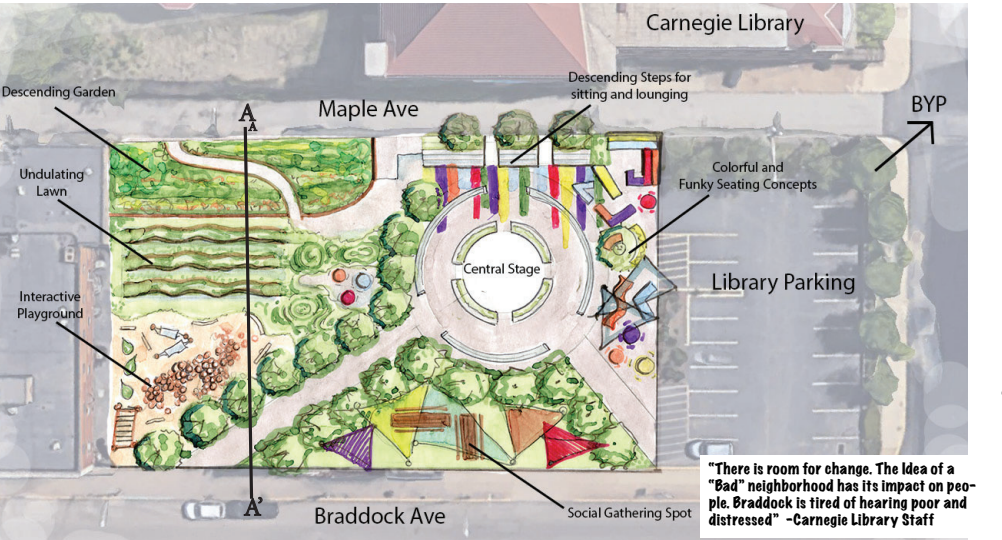 Carnegie Library
Descending Steps for
sitting and lounging
Descending Garden
A
A
Maple Ave
BYP
Undulating
Lawn
Colorful and
Funky Seating Concepts
Central Stage
Library Parking
Interactive
Playground
"There is room for change. The Idea of a
"Bad" neighborhood has its impact on peo-
ple. Braddock is tired of hearing poor and
distressed" -Carnegie Library Staff
A'
Braddock Ave
Social Gathering Spot